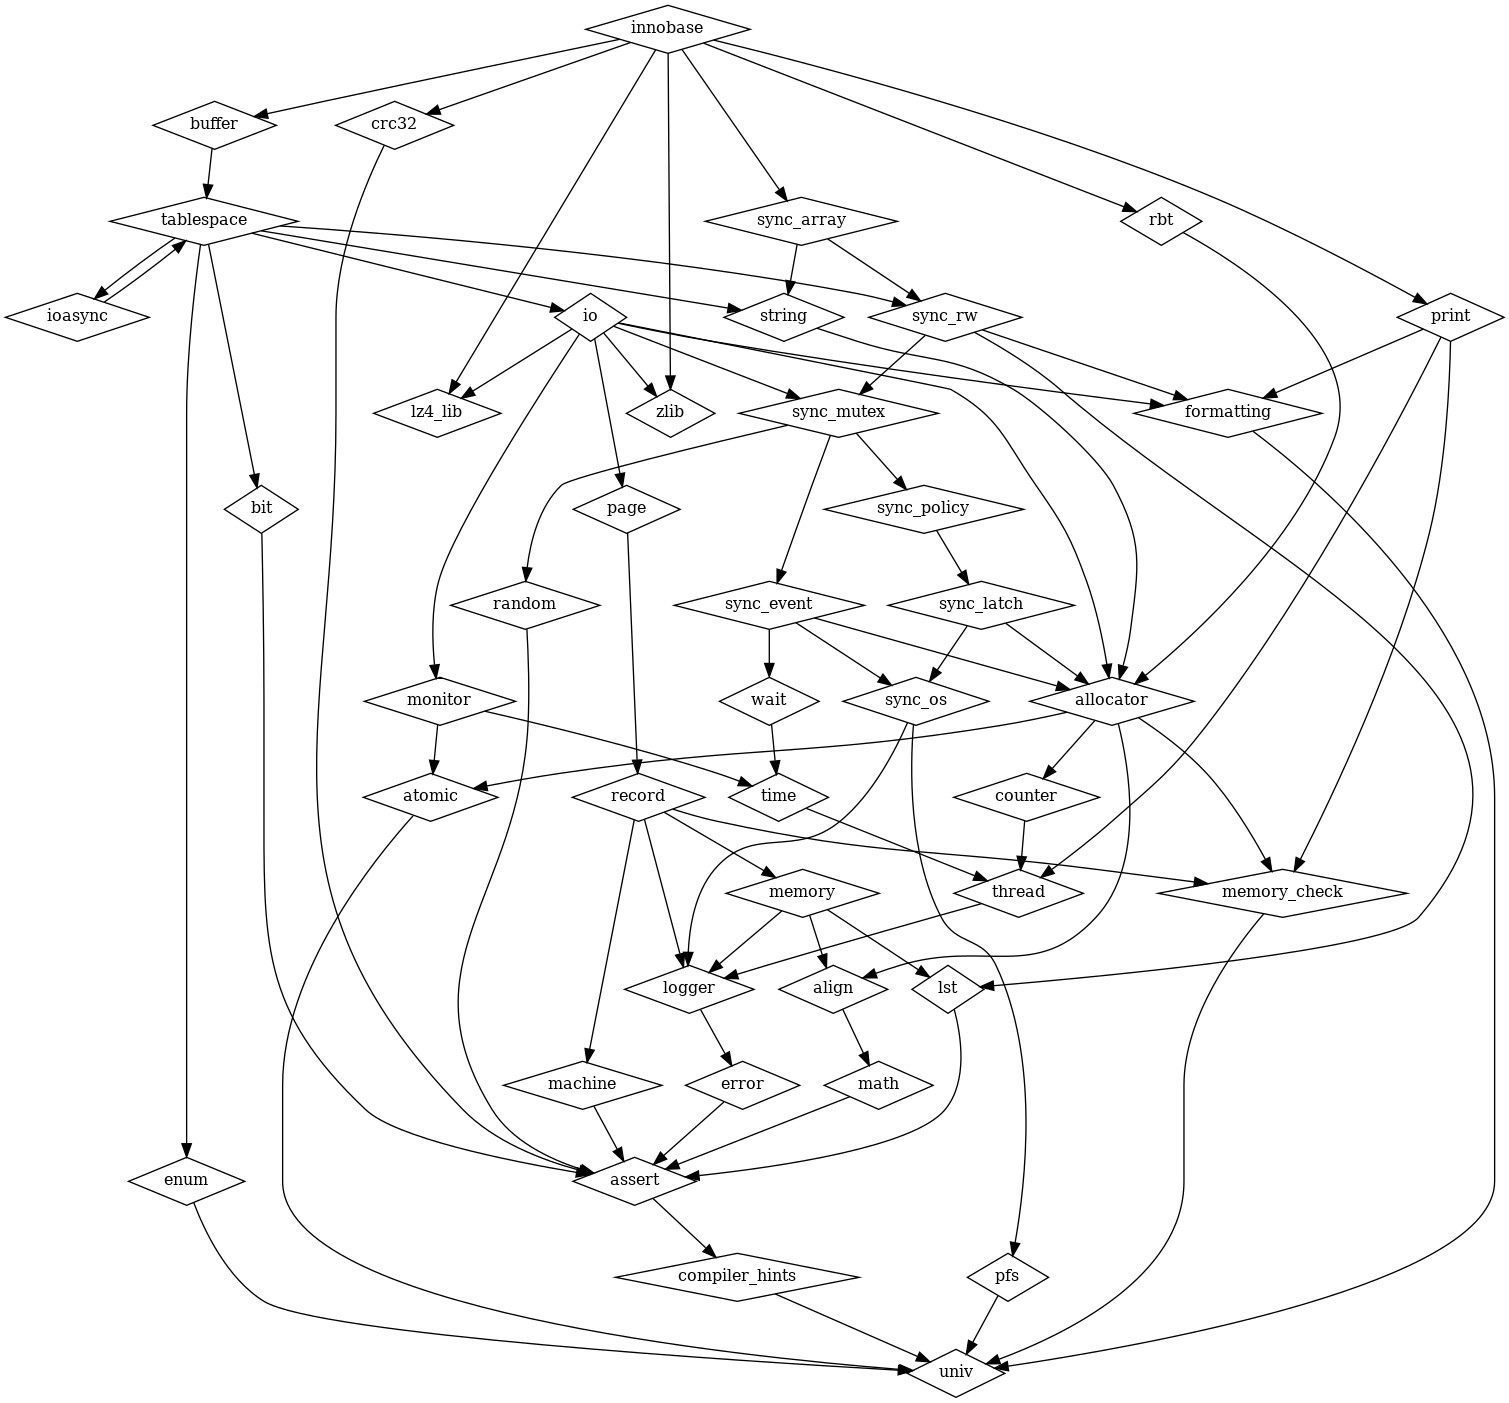 innobase
buffer
crc32
tablespace
sync_array
rbt
ioasync
io
string
sync_rw
print
lz4_lib
zlib
sync_mutex
formatting
bit
page
sync_policy
random
sync_event
sync_latch
monitor
wait
sync_os
allocator
atomic
record
time
counter
memory
thread
memory_check
logger
align
lst
machine
error
math
enum
assert
compiler_hints
pfs
univ